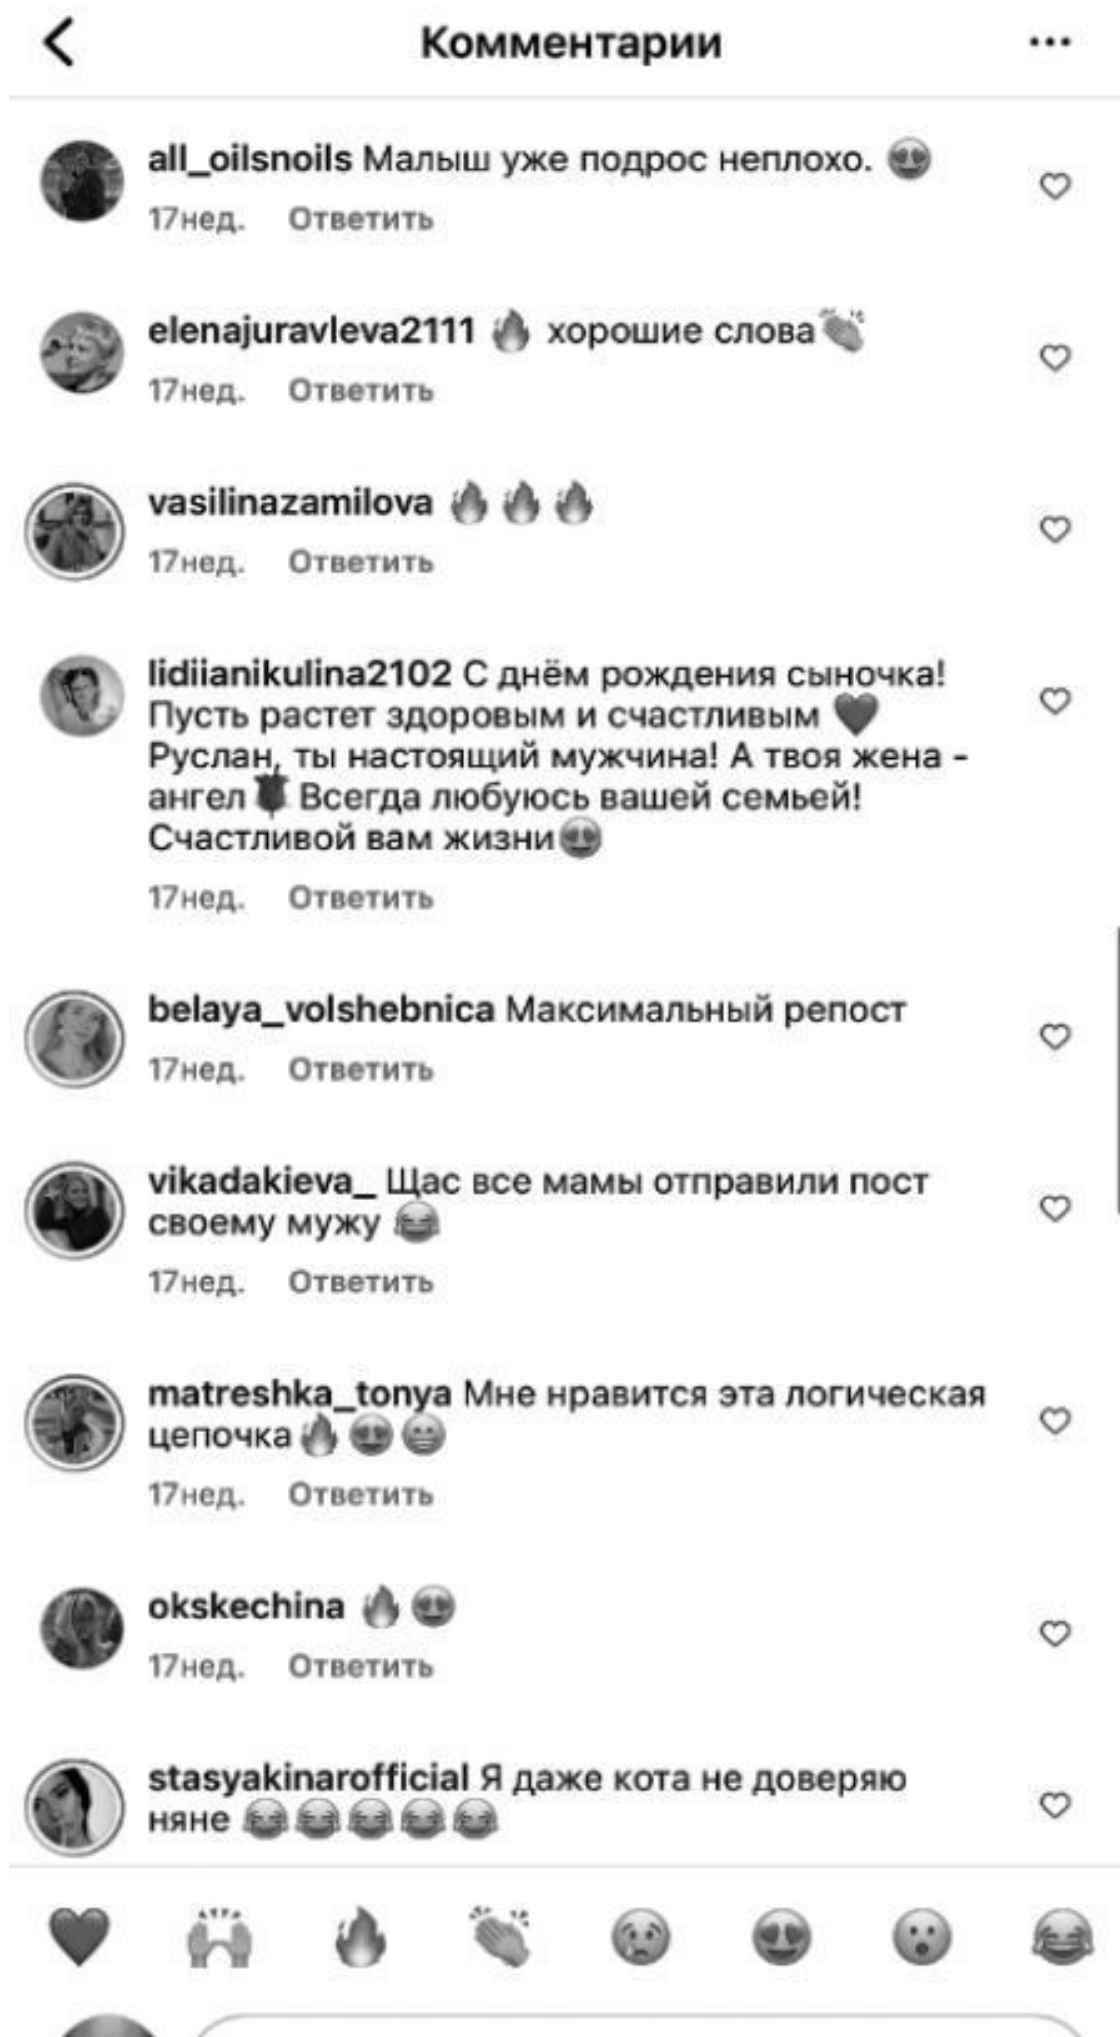 Комментарии
all_oilsnoils Малыш уже подрос неплохо. 😍
17нед. Ответить
elenajuravleva2111 🔥 хорошие слова👏
17нед. Ответить
vasilinazamilova 🔥🔥🔥
17нед. Ответить
lidiianikulina2102 С днём рождения сыночка!
Пусть растет здоровым и счастливым ❤️
Руслан, ты настоящий мужчина! А твоя жена -
ангел🌹Всегда любуюсь вашей семьей!
Счастливой вам жизни😍
17нед. Ответить
belaya_volshebnica Максимальный репост
17нед. Ответить
vikadakieva_ Щас все мамы отправили пост
своему мужу 😂
17нед. Ответить
matreshka_tonya Мне нравится эта логическая
цепочка🔥😍😁
17нед. Ответить
okskechina 🔥😍
17нед. Ответить
stasyakinarofficial Я даже кота не доверяю
няне 😂😂😂😂😂